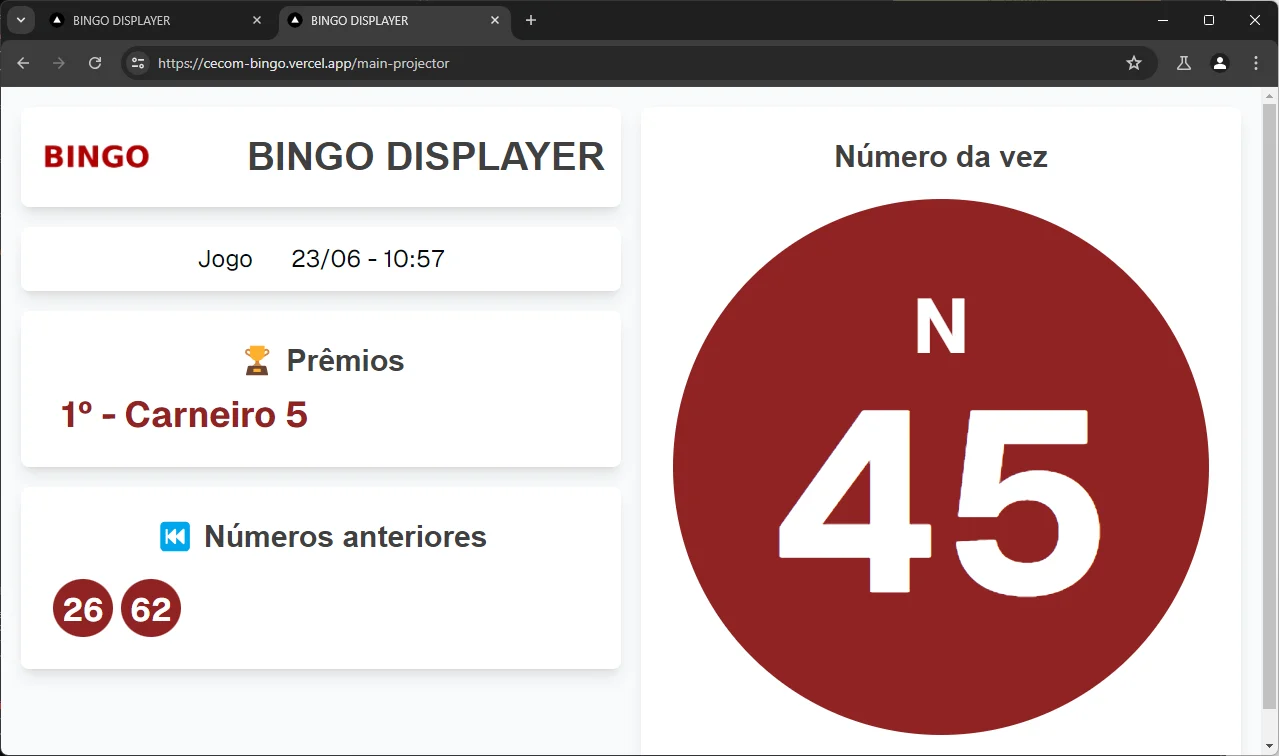 BINGO DISPLAYER
BINGO DISPLAYER
https://cecom-bingo.vercel.app/main-projector
BINGO
BINGO DISPLAYER
Jogo 23/06 - 10:57
🏆 Prêmios
1º - Carneiro 5
⏮ Números anteriores
26 62
Número da vez
N
45